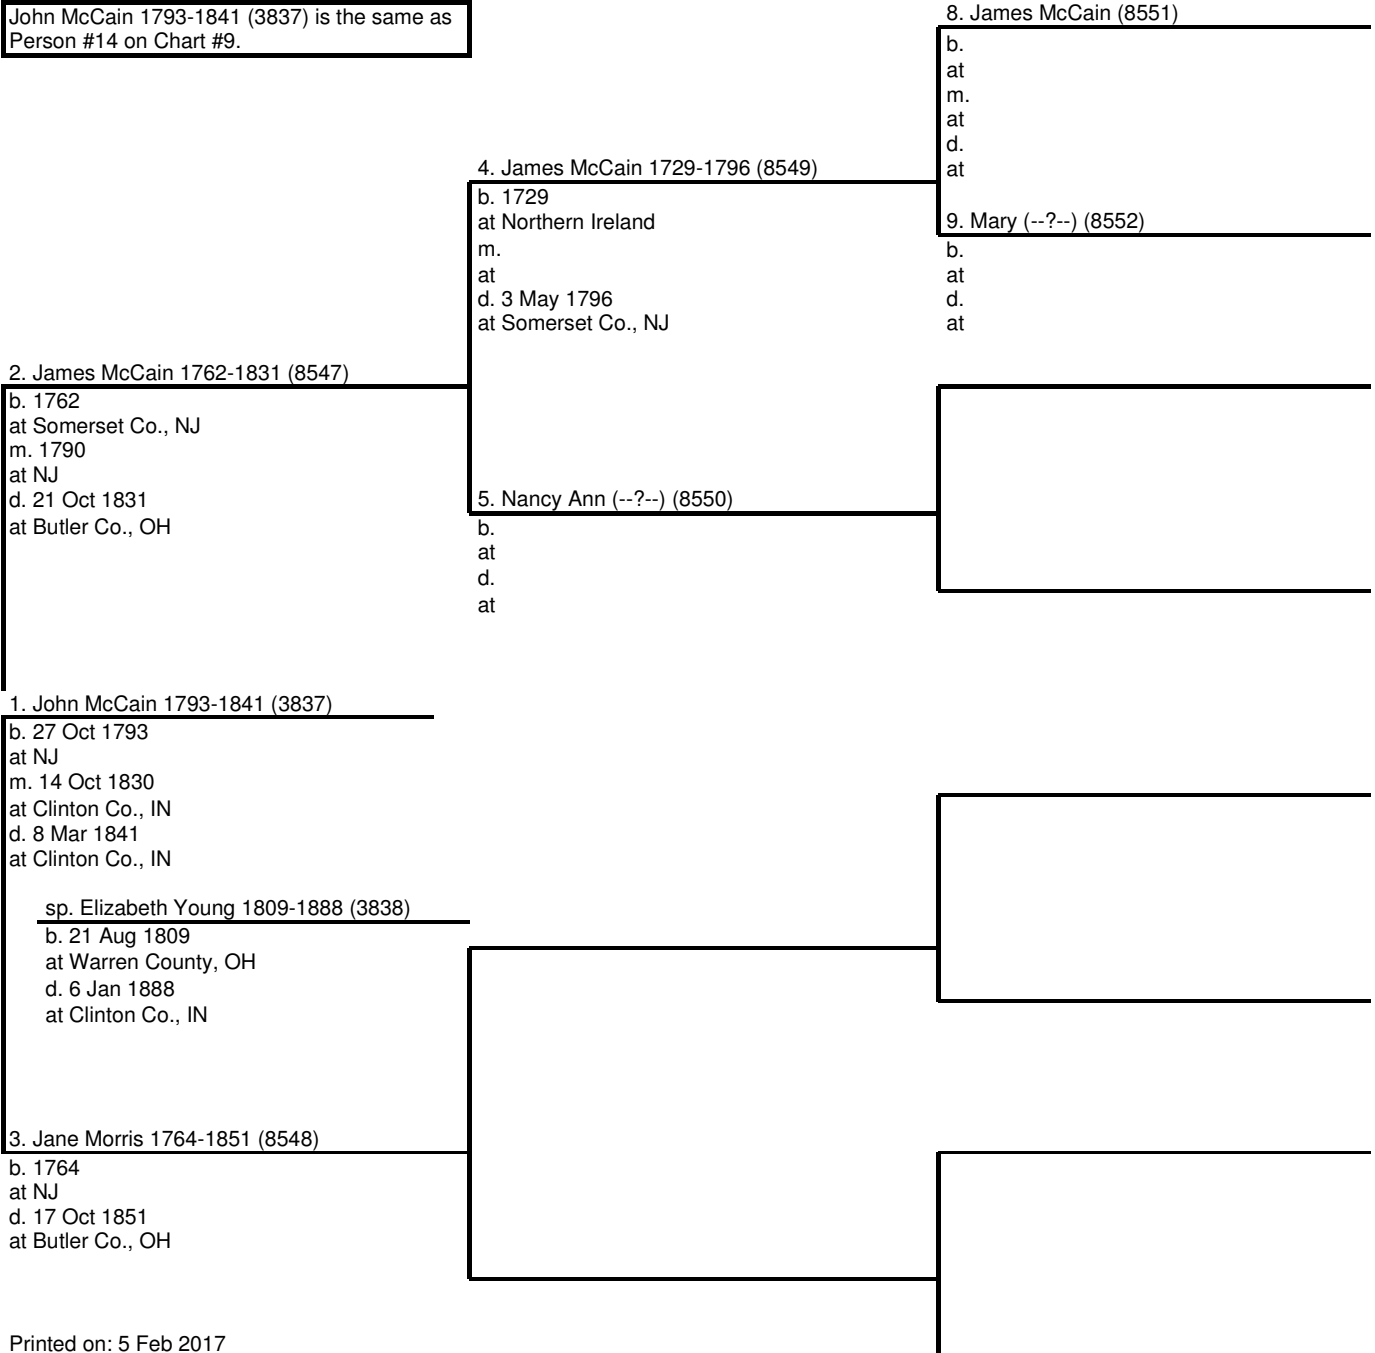 John McCain 1793-1841 (3837) is the same as
Person #14 on Chart #9.
8. James McCain (8551)
b.
at
m.
at
d.
at
4. James McCain 1729-1796 (8549)
b. 1729
at Northern Ireland
m.
at
d. 3 May 1796
at Somerset Co., NJ
9. Mary (--?--) (8552)
b.
at
d.
at
2. James McCain 1762-1831 (8547)
b. 1762
at Somerset Co., NJ
m. 1790
at NJ
d. 21 Oct 1831
at Butler Co., OH
5. Nancy Ann (--?--) (8550)
b.
at
d.
at
1. John McCain 1793-1841 (3837)
b. 27 Oct 1793
at NJ
m. 14 Oct 1830
at Clinton Co., IN
d. 8 Mar 1841
at Clinton Co., IN
sp. Elizabeth Young 1809-1888 (3838)
b. 21 Aug 1809
at Warren County, OH
d. 6 Jan 1888
at Clinton Co., IN
3. Jane Morris 1764-1851 (8548)
b. 1764
at NJ
d. 17 Oct 1851
at Butler Co., OH
Printed on: 5 Feb 2017